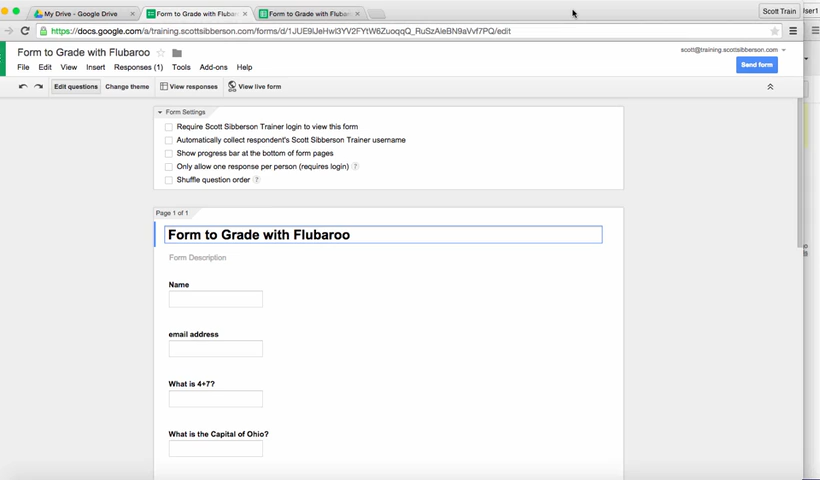 Scott Train
My Drive - Google Drive
Form to Grade with Flubaro
Form to Grade with Flubaro
https://docs.google.com/a/training.scottsibberson.com/forms/d/1JUE9IJeHwl3YV2FYtW6ZuoqqQ_RuSzAleBN9aVvf7PQ/edit
Form to Grade with Flubaroo
scott@training.scottsibberson.com
File Edit View Insert Responses (1) Tools Add-ons Help
Send form
Edit questions Change theme View responses View live form
Form Settings
Require Scott Sibberson Trainer login to view this form
Automatically collect respondent's Scott Sibberson Trainer username
Show progress bar at the bottom of form pages
Only allow one response per person (requires login) ?
Shuffle question order ?
Page 1 of 1
Form to Grade with Flubaroo
Form Description
Name
email address
What is 4+7?
What is the Capital of Ohio?